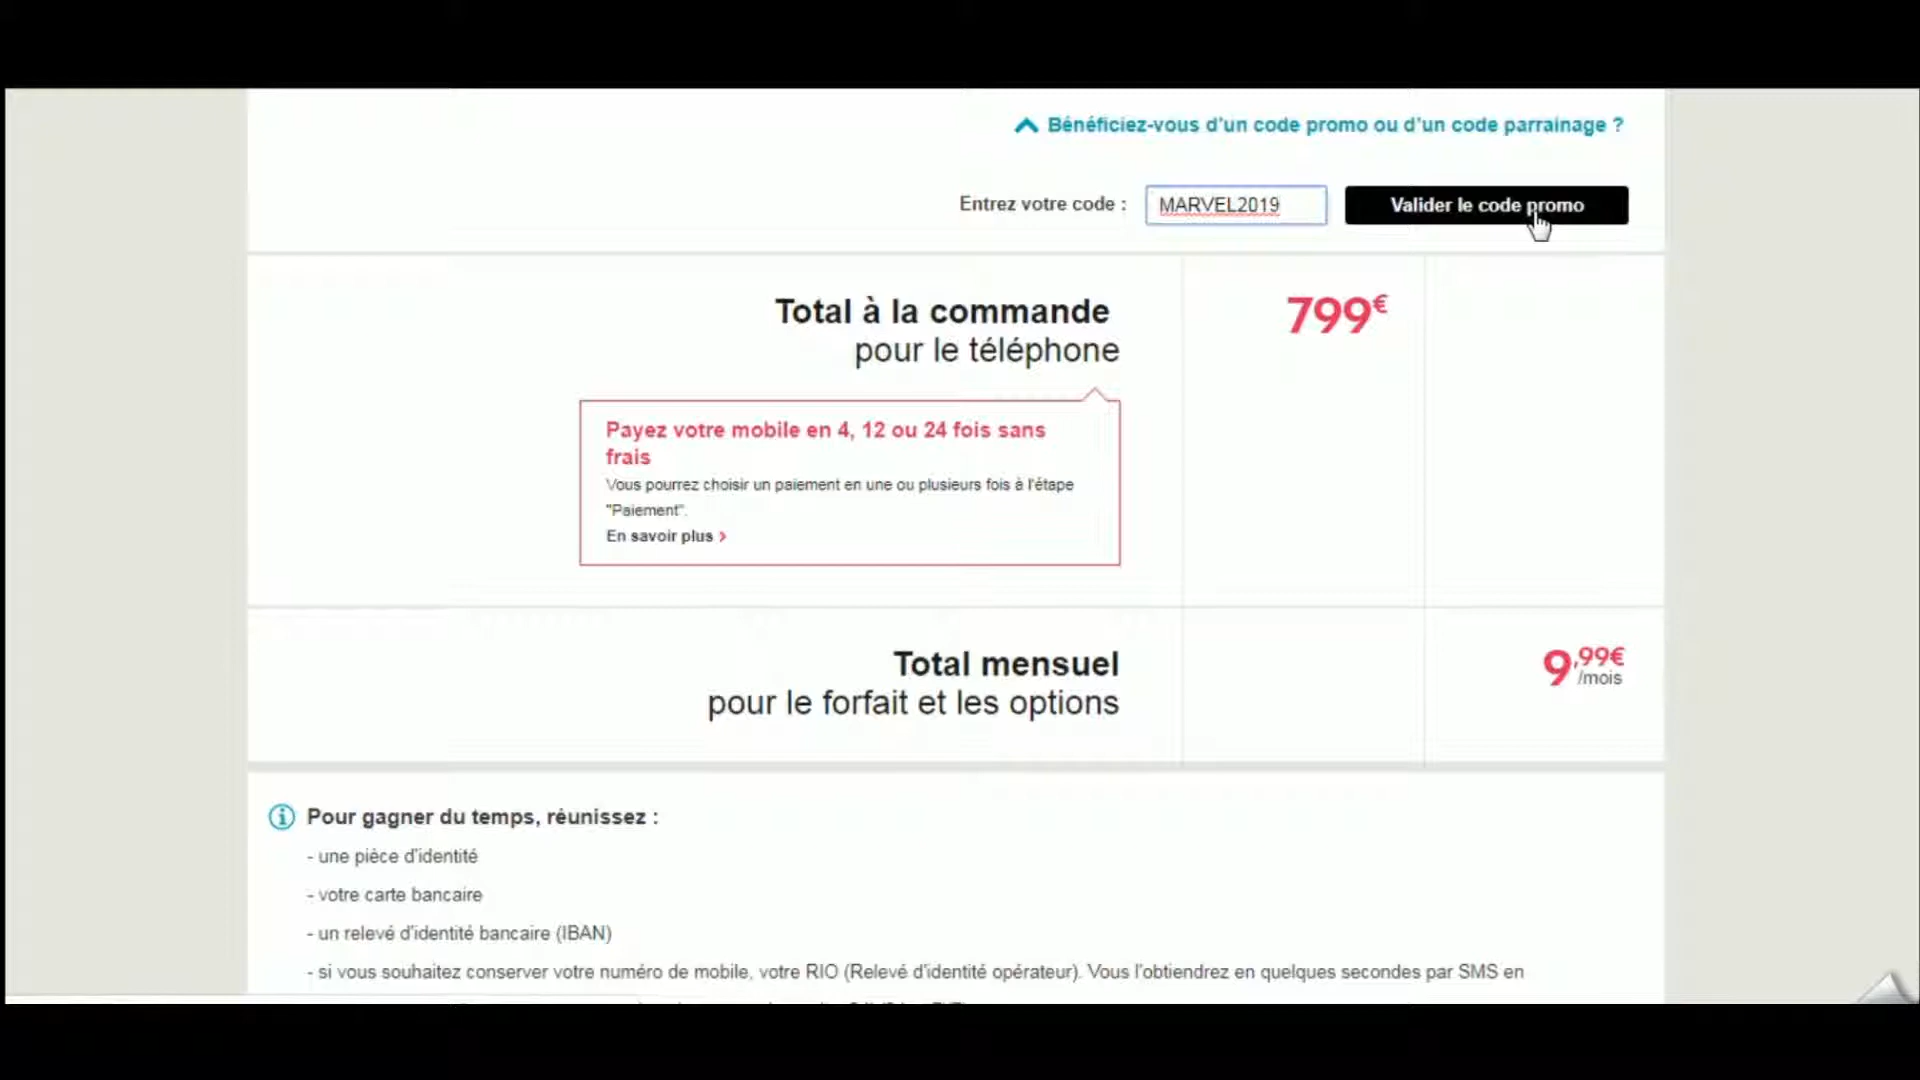 Bénéficiez-vous d'un code promo ou d'un code parrainage ?
Entrez votre code : MARVEL2019 Valider le code promo
Total à la commande 799€
pour le téléphone
Payez votre mobile en 4, 12 ou 24 fois sans
frais
Vous pourrez choisir un paiement en une ou plusieurs fois à l'étape
"Paiement".
En savoir plus >
Total mensuel 9,99€
/mois
pour le forfait et les options
Pour gagner du temps, réunissez :
- une pièce d'identité
- votre carte bancaire
- un relevé d'identité bancaire (IBAN)
- si vous souhaitez conserver votre numéro de mobile, votre RIO (Relevé d'identité opérateur). Vous l'obtiendrez en quelques secondes par SMS en